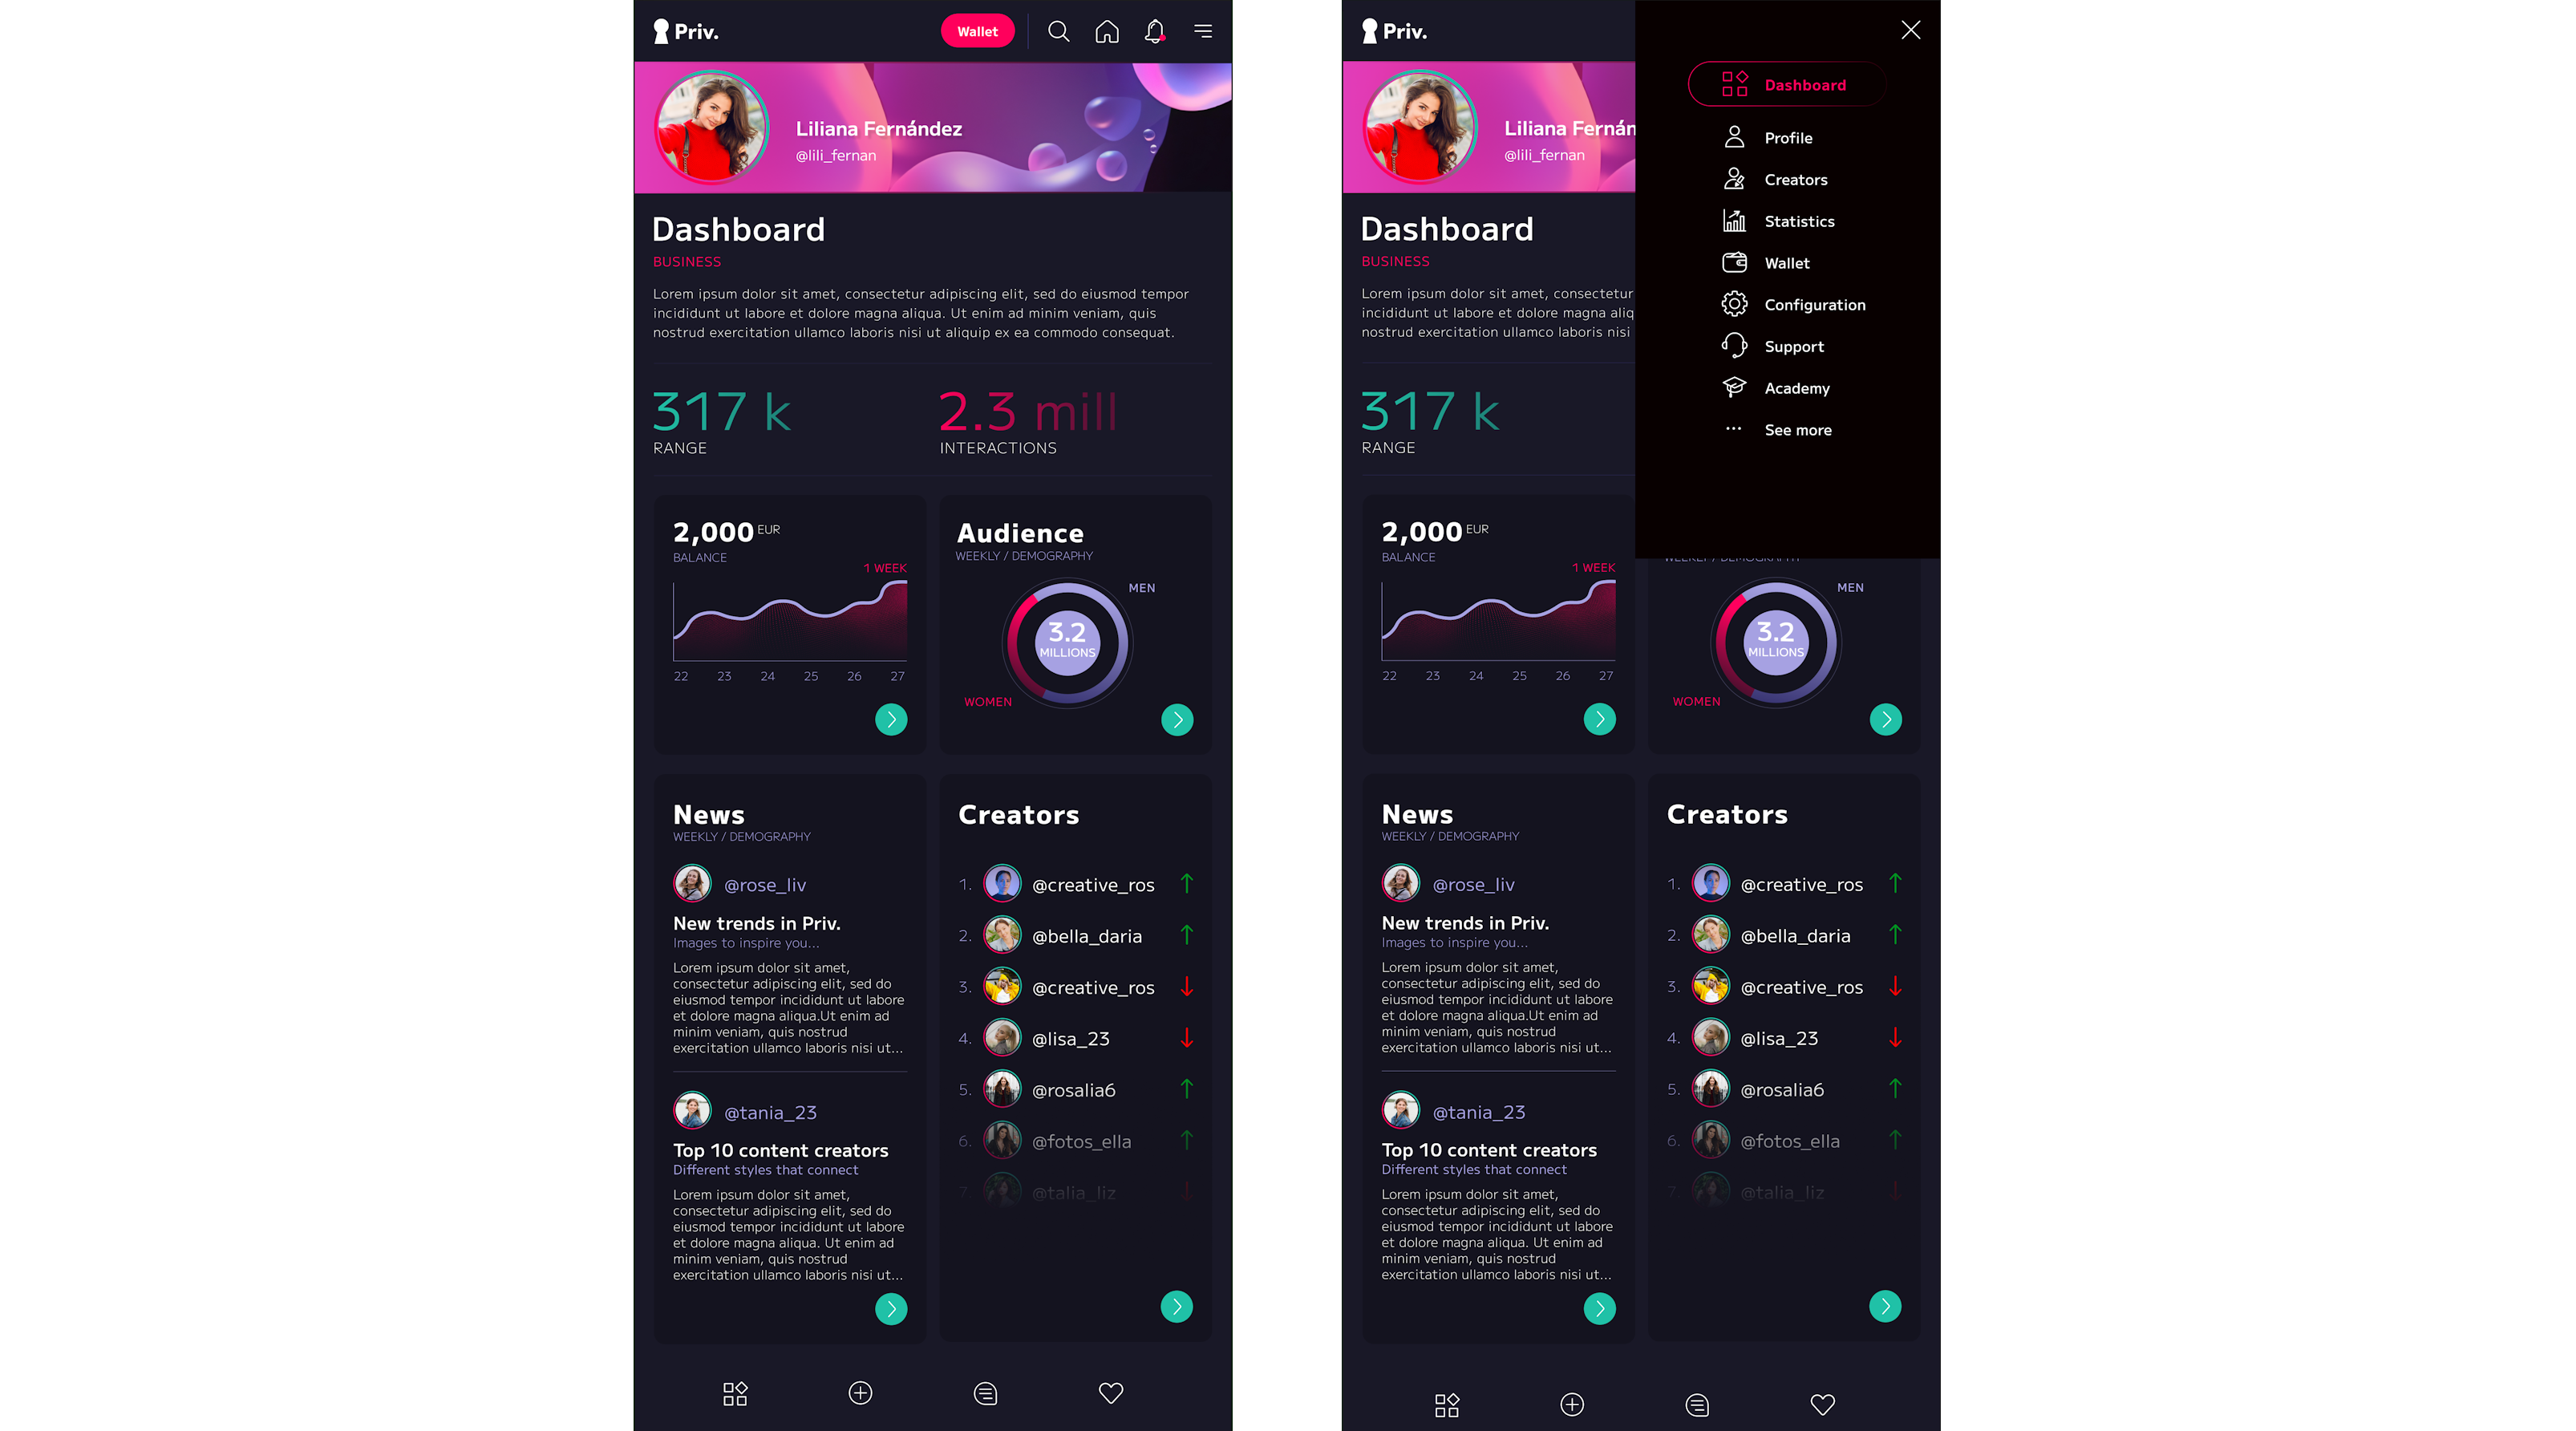 Priv.
Wallet
Liliana Fernández
@lili_fernan
Dashboard
BUSINESS
Lorem ipsum dolor sit amet, consectetur adipiscing elit, sed do eiusmod tempor
incididunt ut labore et dolore magna aliqua. Ut enim ad minim veniam, quis
nostrud exercitation ullamco laboris nisi ut aliquip ex ea commodo consequat.
317 k
RANGE
2.3 mill
INTERACTIONS
2,000 EUR
BALANCE
1 WEEK
22 23 24 25 26 27
Audience
WEEKLY / DEMOGRAPHY
MEN
3.2
MILLIONS
WOMEN
News
WEEKLY / DEMOGRAPHY
@rose_liv
New trends in Priv.
Images to inspire you...
Lorem ipsum dolor sit amet,
consectetur adipiscing elit, sed do
eiusmod tempor incididunt ut labore
et dolore magna aliqua.Ut enim ad
minim veniam, quis nostrud
exercitation ullamco laboris nisi ut...
@tania_23
Top 10 content creators
Different styles that connect
Lorem ipsum dolor sit amet,
consectetur adipiscing elit, sed do
eiusmod tempor incididunt ut labore
et dolore magna aliqua. Ut enim ad
minim veniam, quis nostrud
exercitation ullamco laboris nisi ut...
Creators
1. @creative_ros
2. @bella_daria
3. @creative_ros
4. @lisa_23
5. @rosalia6
6. @fotos_ella
7. @talia_liz
Priv.
Liliana Fernán
@lili_fernan
Dashboard
BUSINESS
Lorem ipsum dolor sit amet, consectetur
incididunt ut labore et dolore magna aliq
nostrud exercitation ullamco laboris nisi
317 k
RANGE
Dashboard
Profile
Creators
Statistics
Wallet
Configuration
Support
Academy
See more
2,000 EUR
BALANCE
1 WEEK
22 23 24 25 26 27
WEEKLY / DEMOGRAPHY
MEN
3.2
MILLIONS
WOMEN
News
WEEKLY / DEMOGRAPHY
@rose_liv
New trends in Priv.
Images to inspire you...
Lorem ipsum dolor sit amet,
consectetur adipiscing elit, sed do
eiusmod tempor incididunt ut labore
et dolore magna aliqua.Ut enim ad
minim veniam, quis nostrud
exercitation ullamco laboris nisi ut...
@tania_23
Top 10 content creators
Different styles that connect
Lorem ipsum dolor sit amet,
consectetur adipiscing elit, sed do
eiusmod tempor incididunt ut labore
et dolore magna aliqua. Ut enim ad
minim veniam, quis nostrud
exercitation ullamco laboris nisi ut...
Creators
1. @creative_ros
2. @bella_daria
3. @creative_ros
4. @lisa_23
5. @rosalia6
6. @fotos_ella
7. @talia_liz